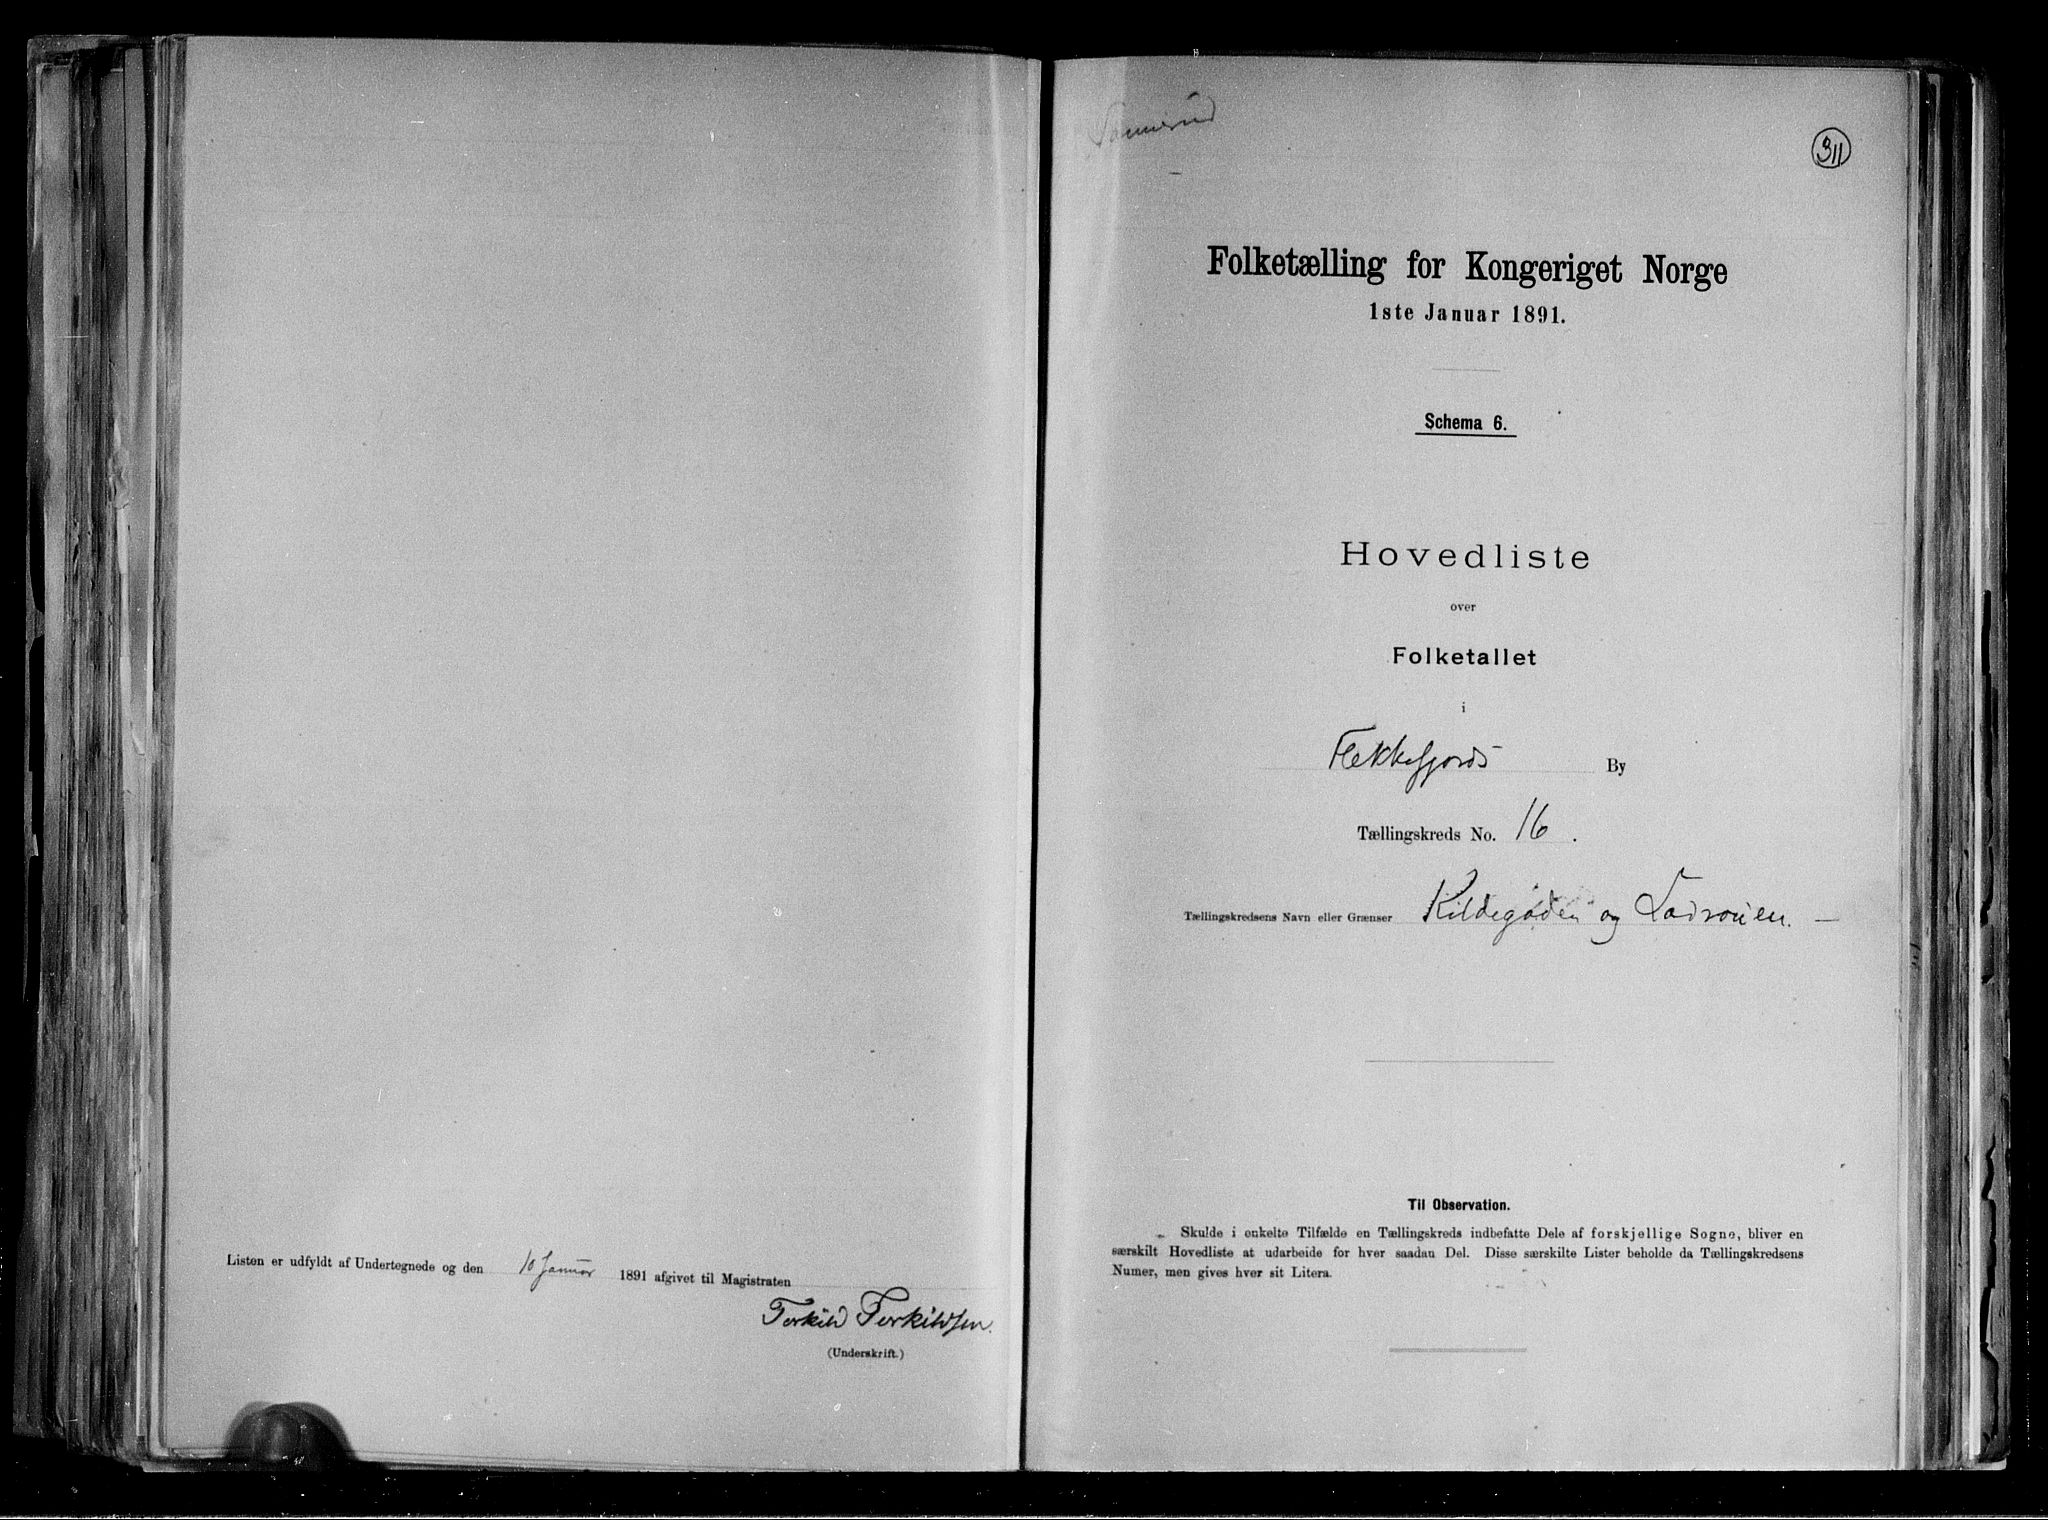 Listen er udfyldt af Undertegnede og den 10 Januar 1891 afgivet til Magistraten
Torkild Torkildsen.
(Underskrift.)
311
Folketælling for Kongeriget Norge
1ste Januar 1891.
Schema 6.
Hovedliste
over
Folketallet
i
Flekkefjords By
Tællingskreds No. 16.
Tællingskredsens Navn eller Grænser Kildegaden og
Til Observation.
Skulde i enkelte Tilfælde en Tællingskreds indbefatte Dele af forskjellige Sogne, bliver en
særskilt Hovedliste at udarbeide for hver saadan Del. Disse særskilte Lister beholde da Tællingskredsens
Numer, men gives hver sit Litera.